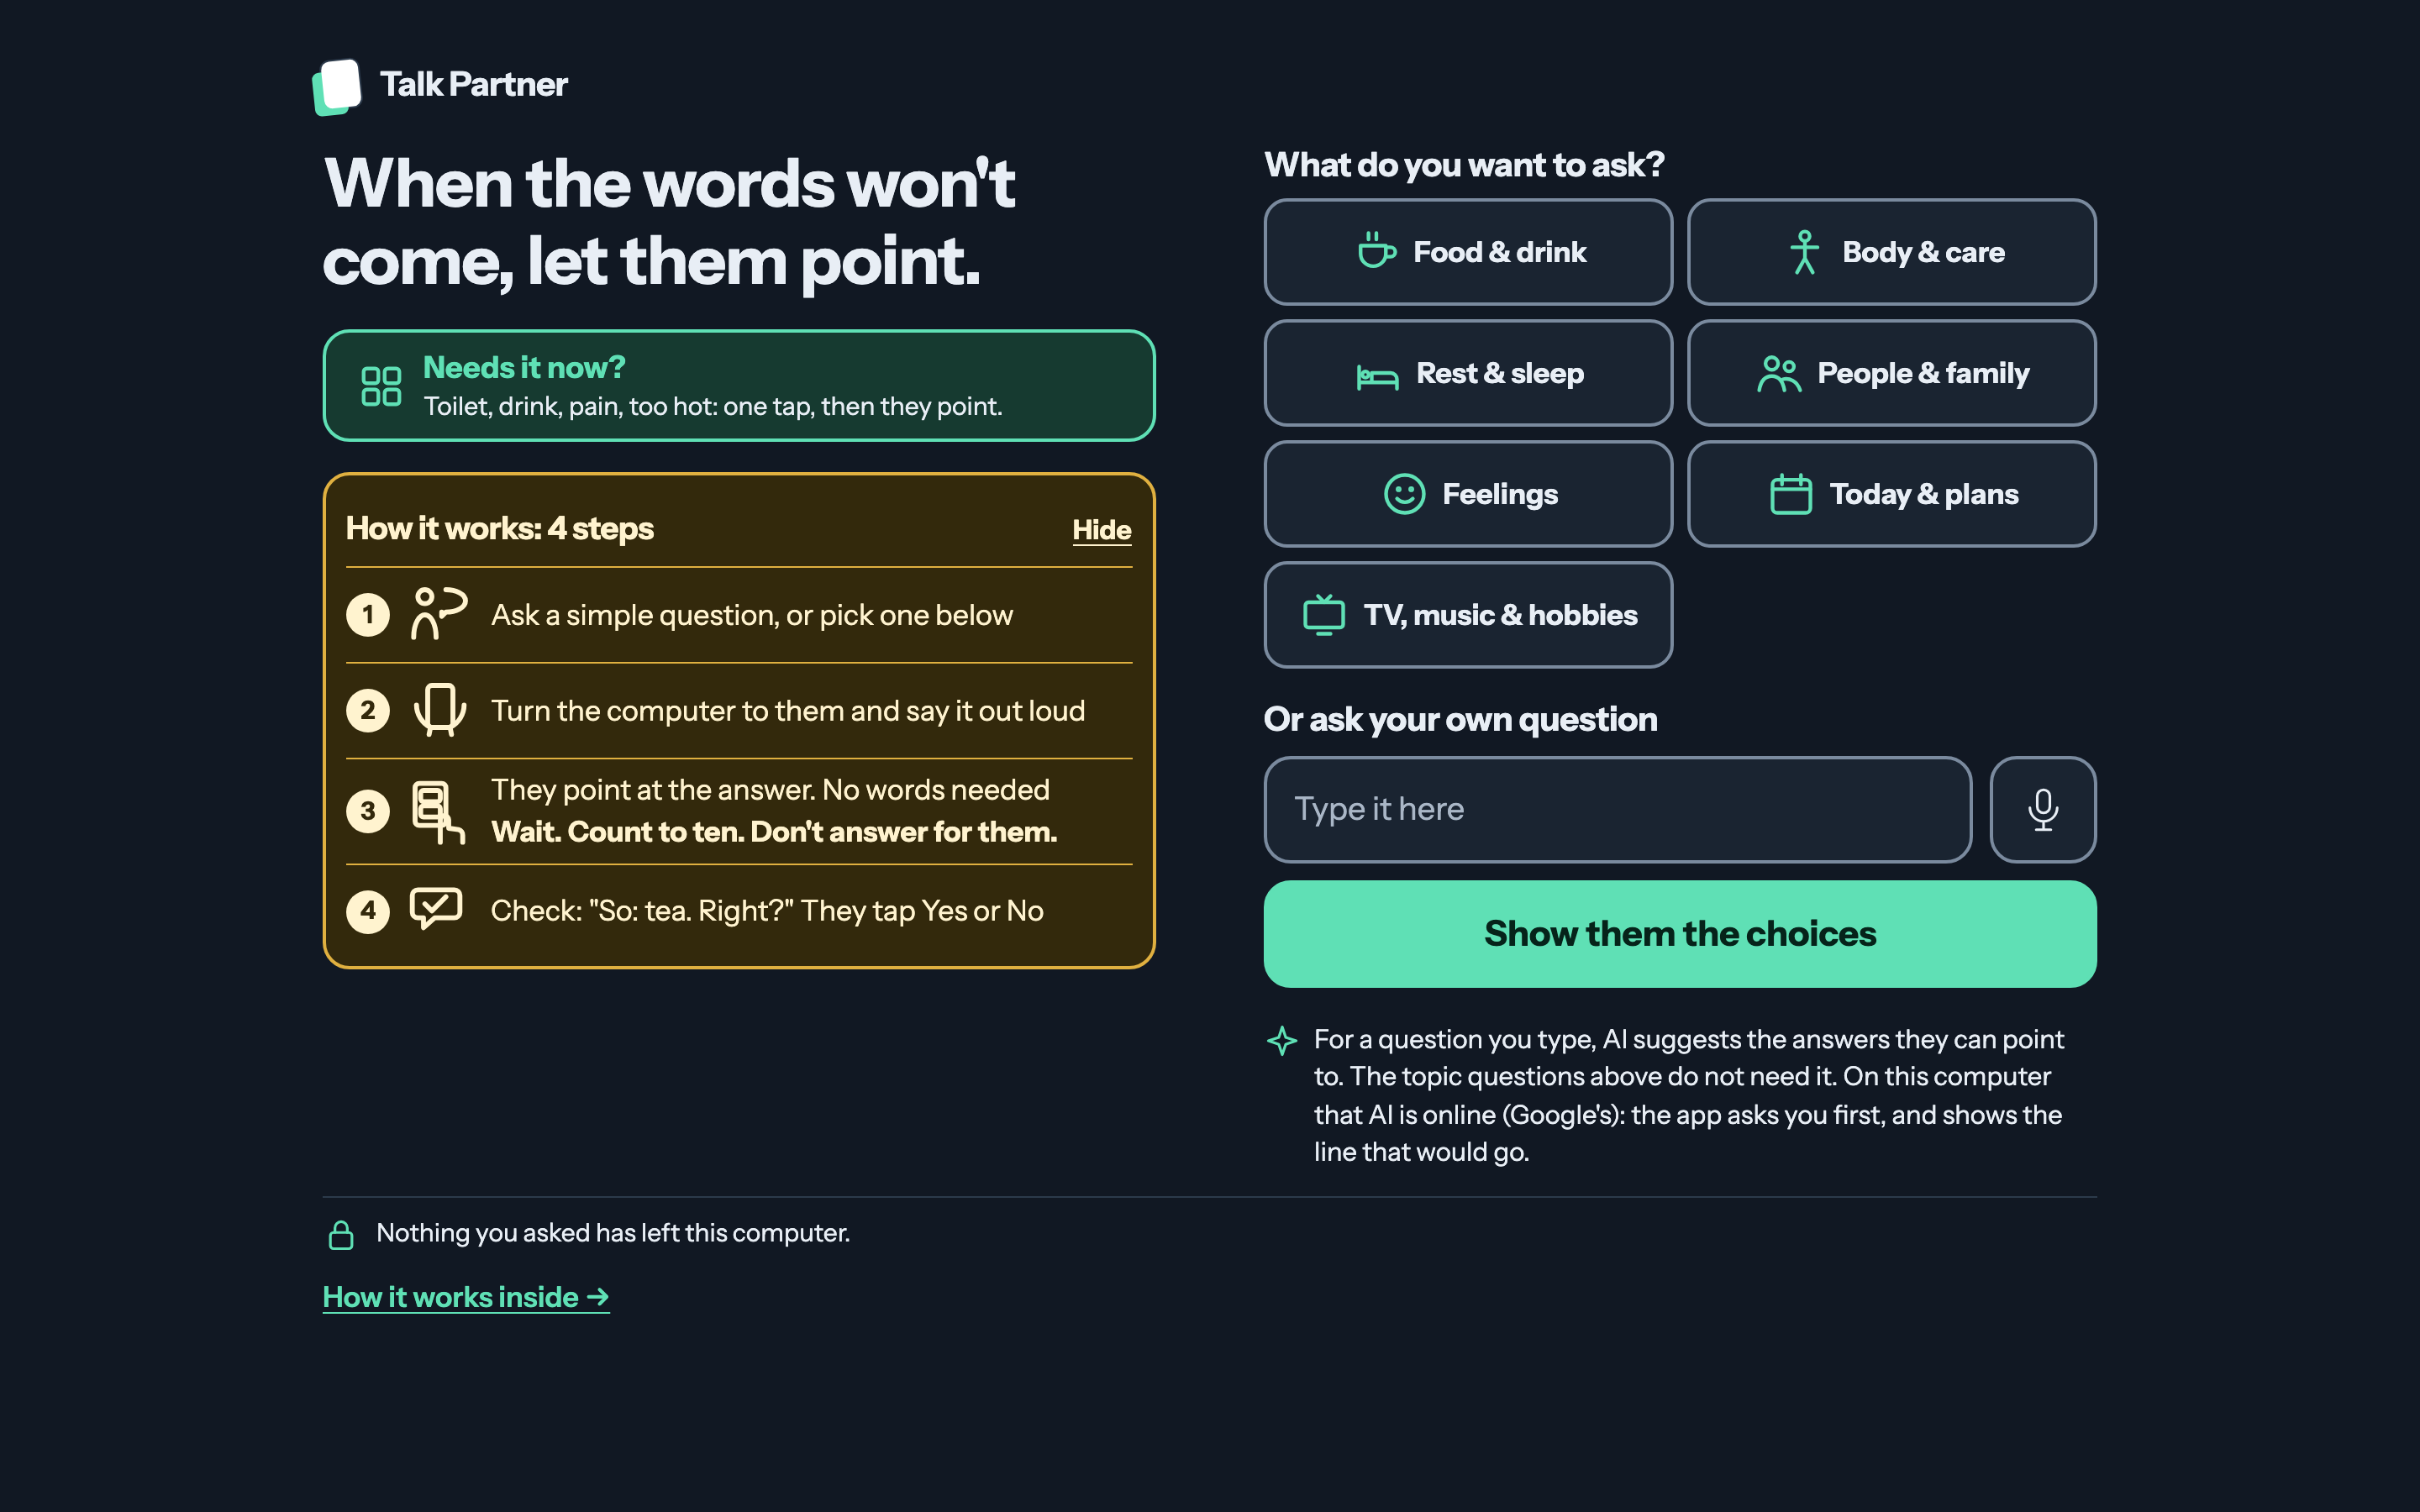 Talk Partner
When the words won't
come, let them point.
Needs it now?
Toilet, drink, pain, too hot: one tap, then they point.
How it works: 4 steps
Hide
1 Ask a simple question, or pick one below
2 Turn the computer to them and say it out loud
3 They point at the answer. No words needed
Wait. Count to ten. Don't answer for them.
4 Check: "So: tea. Right?" They tap Yes or No
What do you want to ask?
Food & drink
Body & care
Rest & sleep
People & family
Feelings
Today & plans
TV, music & hobbies
Or ask your own question
Type it here
Show them the choices
For a question you type, AI suggests the answers they can point
to. The topic questions above do not need it. On this computer
that AI is online (Google's): the app asks you first, and shows the
line that would go.
Nothing you asked has left this computer.
How it works inside →